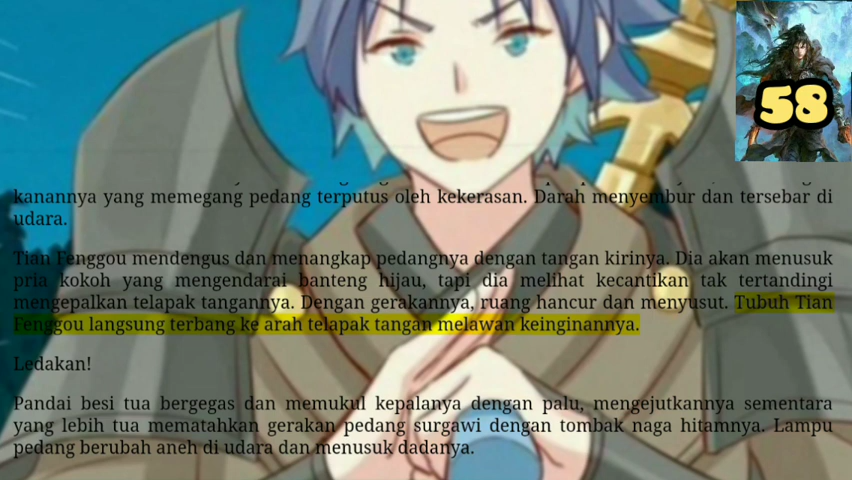 58
kanannya yang memegang pedang terputus oleh kekerasan. Darah menyembur dan tersebar di
udara.
Tian Fenggou mendengus dan menangkap pedangnya dengan tangan kirinya. Dia akan menusuk
pria kokoh yang mengendarai banteng hijau, tapi dia melihat kecantikan tak tertandingi
mengepalkan telapak tangannya. Dengan gerakannya, ruang hancur dan menyusut. Tubuh Tian
Fenggou langsung terbang ke arah telapak tangan melawan keinginannya.
Ledakan!
Pandai besi tua bergegas dan memukul kepalanya dengan palu, mengejutkannya sementara
yang lebih tua mematahkan gerakan pedang surgawi dengan tombak naga hitamnya. Lampu
pedang berubah aneh di udara dan menusuk dadanya.